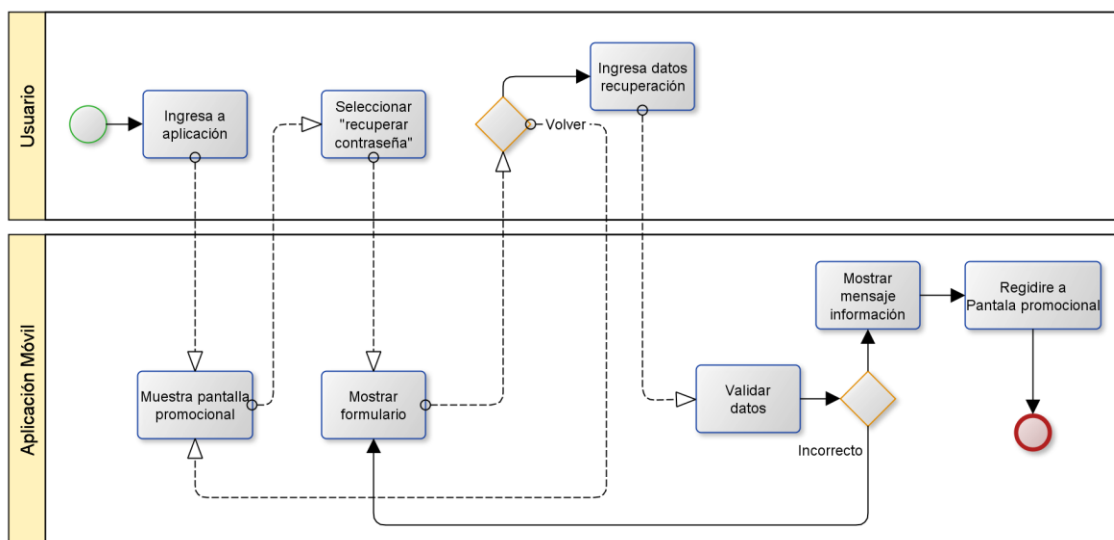 Usuario
Ingresa a
aplicación
Seleccionar
"recuperar
contraseña"
Volver
Ingresa datos
recuperación
Aplicación Móvil
Muestra pantalla
promocional
Mostrar
formulario
Validar
datos
Incorrecto
Mostrar
mensaje
información
Regidire a
Pantala promocional